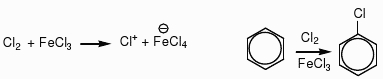 Cl
Cl₂ + FeCl₃ ⟶ Cl⁺ + FeCl₄⊖ Cl₂
FeCl₃